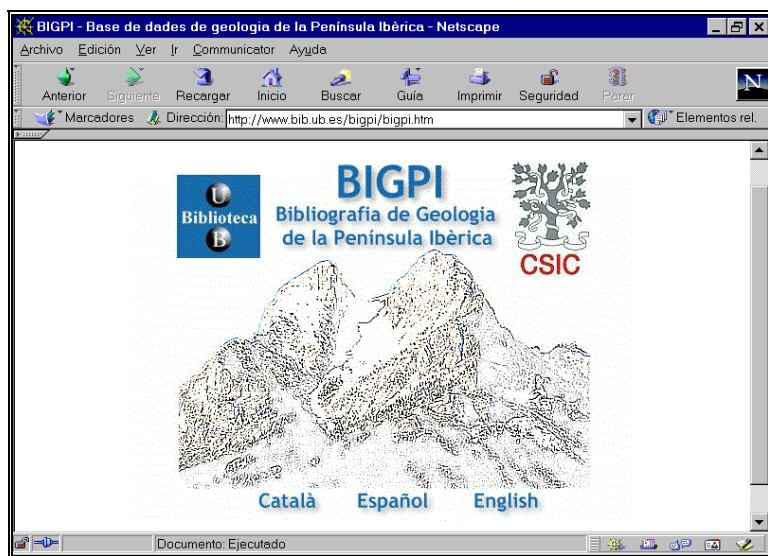 BIGPI - Base de dades de geologia de la Península Ibèrica - Netscape
Archivo Edición Ver Ir Communicator Ayuda
Anterior Siguiente Recargar Inicio Buscar Guía Imprimir Seguridad Parar
N
Marcadores Dirección: http://www.bib.ub.es/bigpi/bigpi.htm Elementos rel.
U
Biblioteca
B
BIGPI
Bibliografia de Geologia
de la Península Ibèrica
CSIC
Català Español English
Documento: Ejecutado